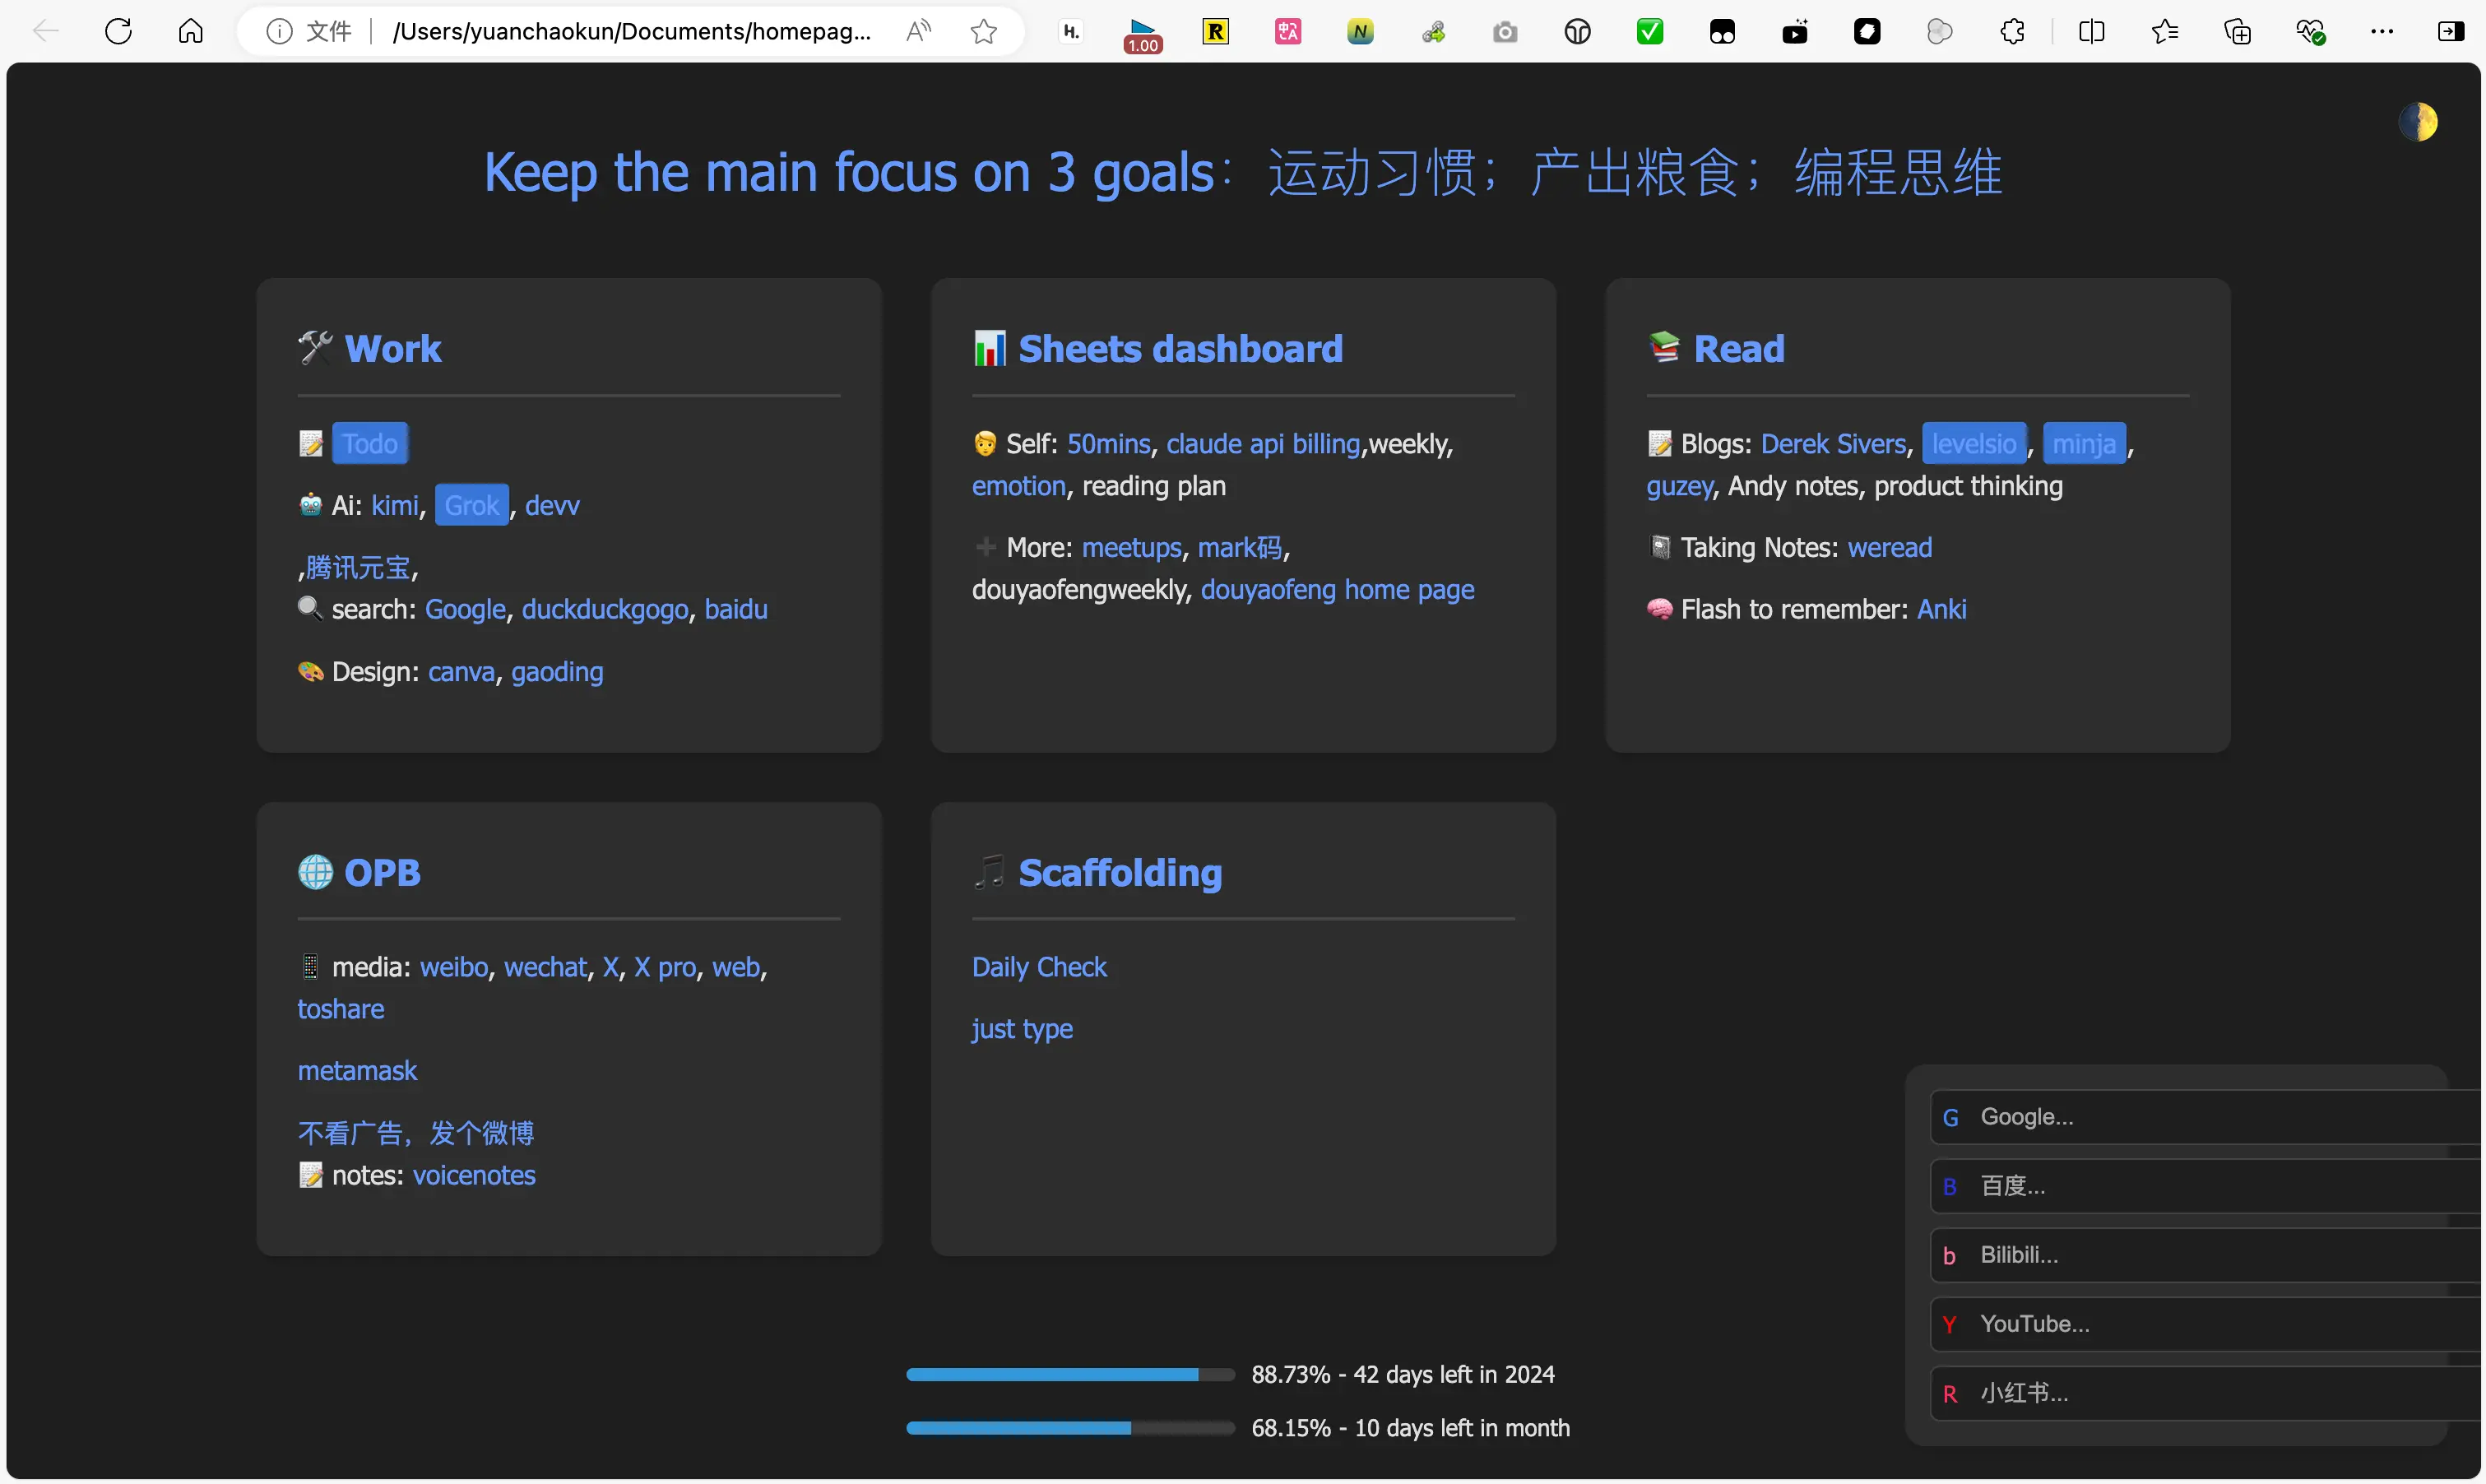 文件 | /Users/yuanchaokun/Documents/homepag...
h.
1.00
R
中A
N
Keep the main focus on 3 goals：运动习惯；产出粮食；编程思维
Work
Todo
Ai: kimi, Grok, devv
,腾讯元宝,
search: Google, duckduckgogo, baidu
Design: canva, gaoding
Sheets dashboard
Self: 50mins, claude api billing,weekly,
emotion, reading plan
More: meetups, mark码,
douyaofengweekly, douyaofeng home page
Read
Blogs: Derek Sivers, levelsio, minja,
guzey, Andy notes, product thinking
Taking Notes: weread
Flash to remember: Anki
OPB
media: weibo, wechat, X, X pro, web,
toshare
metamask
不看广告，发个微博
notes: voicenotes
Scaffolding
Daily Check
just type
G Google...
B 百度...
b Bilibili...
Y YouTube...
R 小红书...
88.73% - 42 days left in 2024
68.15% - 10 days left in month